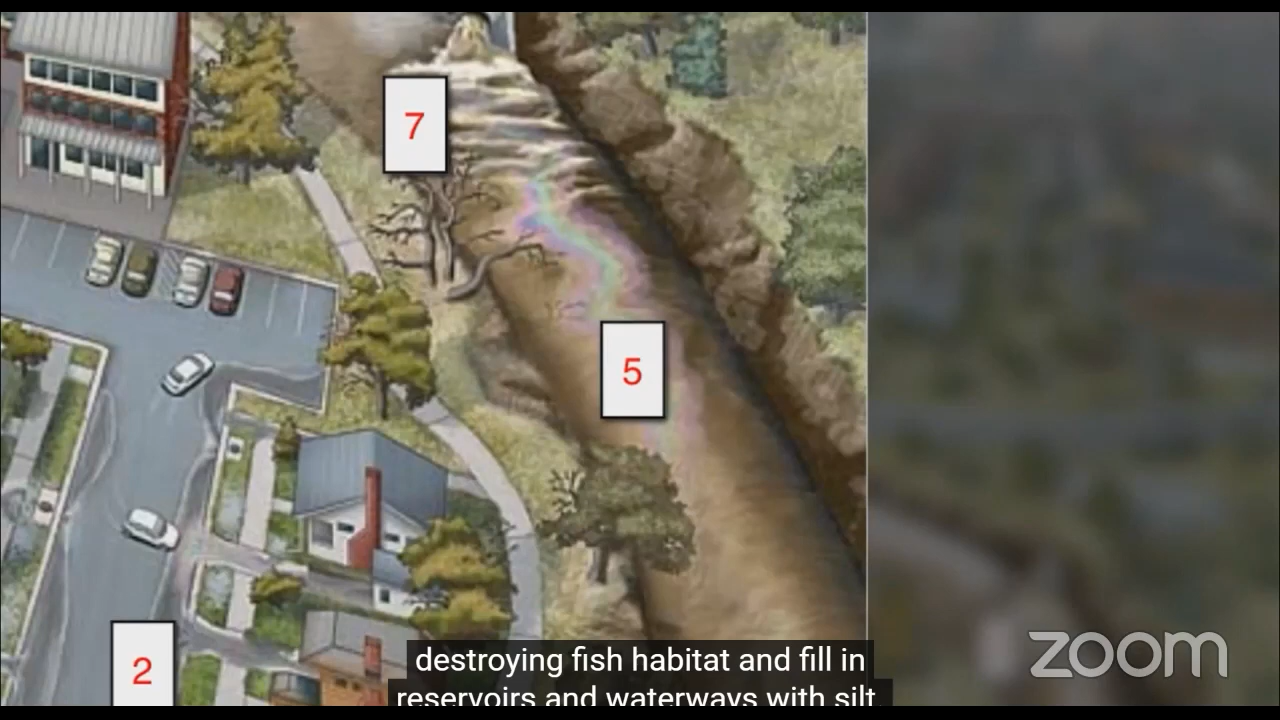 7
5
2
destroying fish habitat and fill in
reservoirs and waterways with silt
zoom